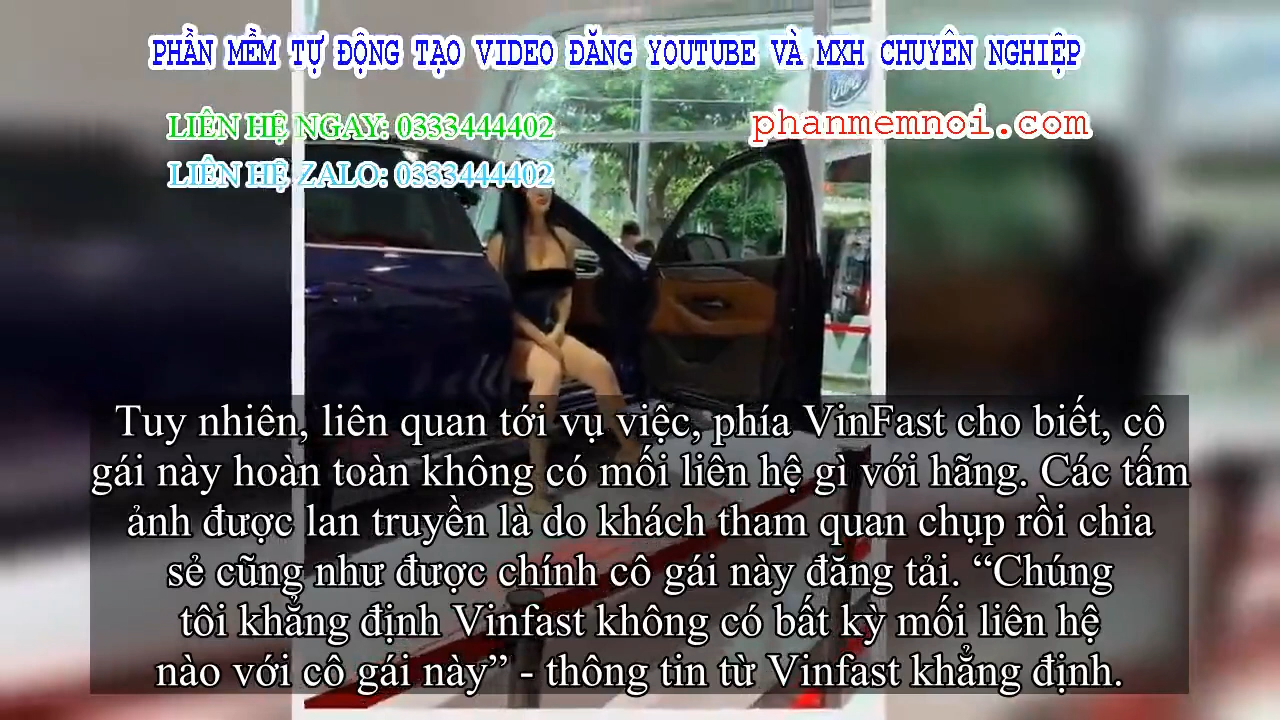 PHẦN MỀM TỰ ĐỘNG TẠO VIDEO ĐĂNG YOUTUBE VÀ MXH CHUYÊN NGHIỆP
LIÊN HỆ NGAY: 0333444402
phanmemnoi.com
LIÊN HỆ ZALO: 0333444402
Ford
Tuy nhiên, liên quan tới vụ việc, phía VinFast cho biết, cô
gái này hoàn toàn không có mối liên hệ gì với hãng. Các tấm
ảnh được lan truyền là do khách tham quan chụp rồi chia
sẻ cũng như được chính cô gái này đăng tải. “Chúng
tôi khẳng định Vinfast không có bất kỳ mối liên hệ
nào với cô gái này” - thông tin từ Vinfast khẳng định.